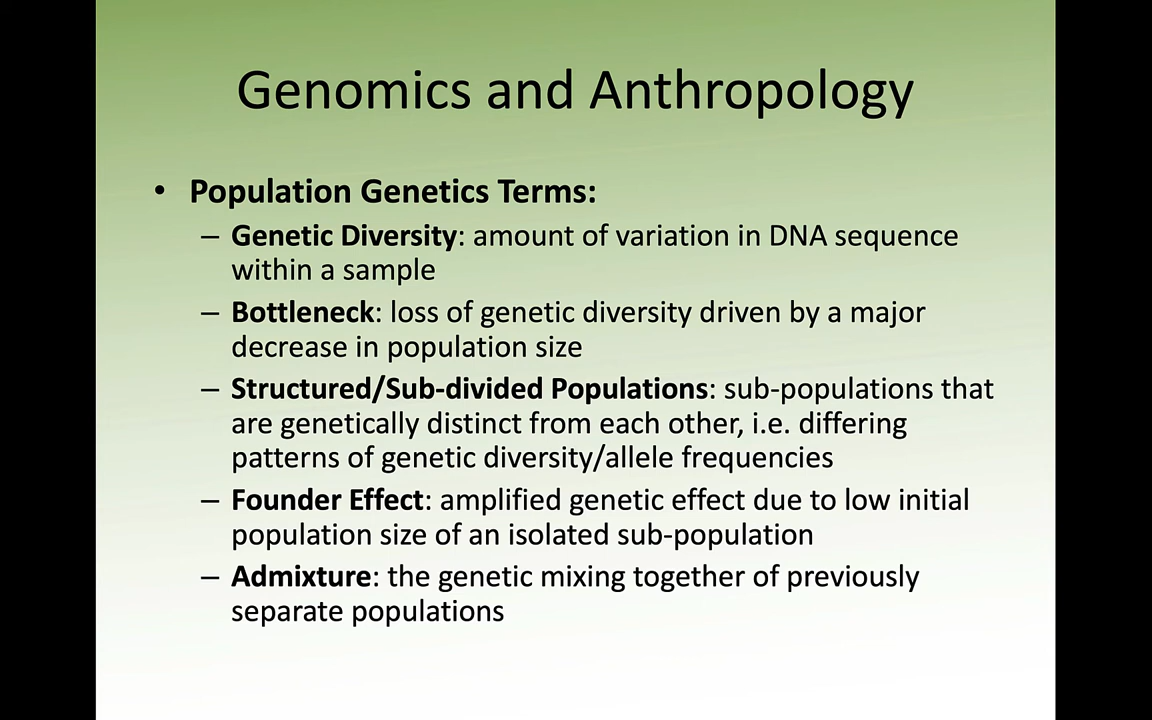 Genomics and Anthropology
• Population Genetics Terms:
– Genetic Diversity: amount of variation in DNA sequence
within a sample
– Bottleneck: loss of genetic diversity driven by a major
decrease in population size
– Structured/Sub-divided Populations: sub-populations that
are genetically distinct from each other, i.e. differing
patterns of genetic diversity/allele frequencies
– Founder Effect: amplified genetic effect due to low initial
population size of an isolated sub-population
– Admixture: the genetic mixing together of previously
separate populations